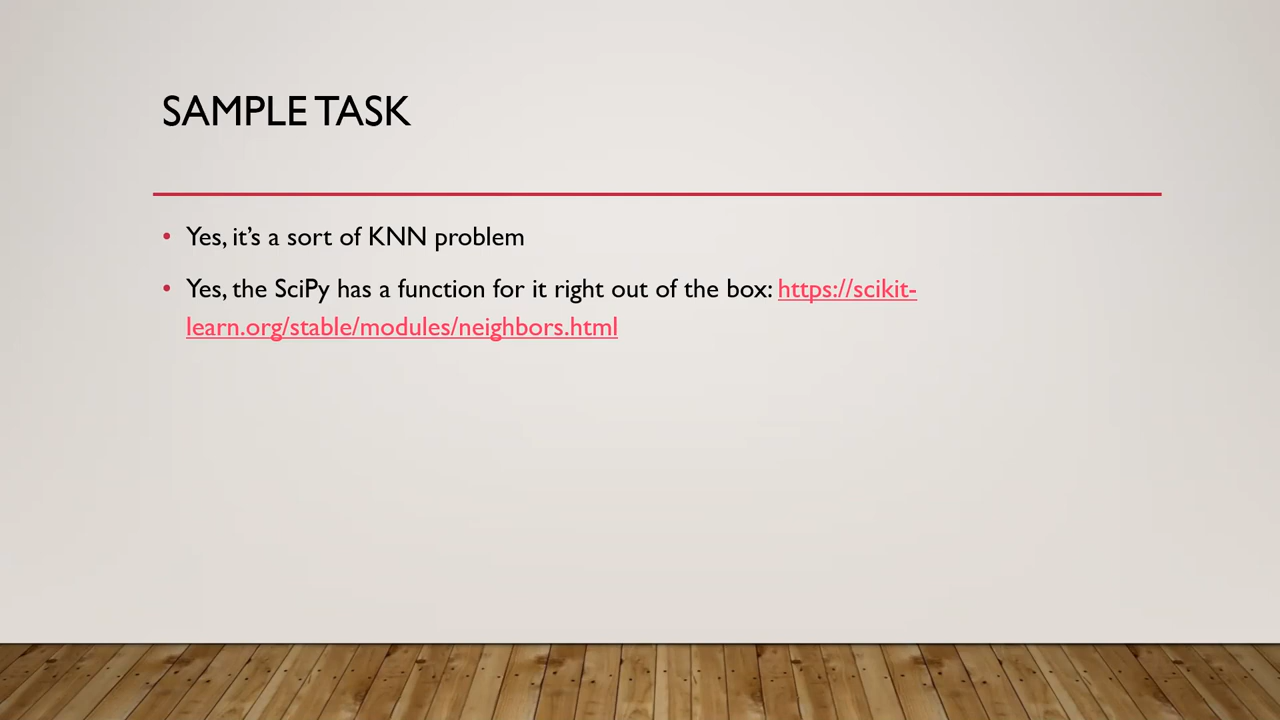 SAMPLE TASK
• Yes, it’s a sort of KNN problem
• Yes, the SciPy has a function for it right out of the box: https://scikit-
learn.org/stable/modules/neighbors.html